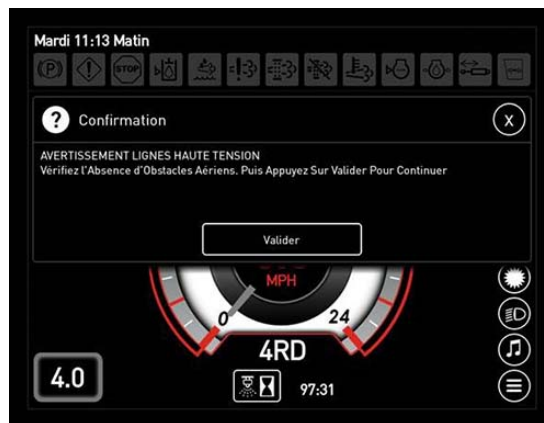 Mardi 11:13 Matin
(P)
STOP
? Confirmation
X
AVERTISSEMENT LIGNES HAUTE TENSION
Vérifiez l'Absence d'Obstacles Aériens. Puis Appuyez Sur Valider Pour Continuer
Valider
MPH
0
24
4RD
4.0
97:31